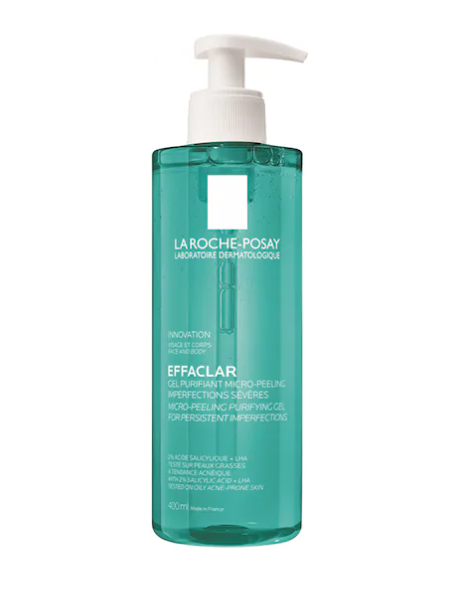 LA ROCHE-POSAY
LABORATOIRE DERMATOLOGIQUE
INNOVATION
VISAGE ET CORPS
FACE AND BODY
EFFACLAR
GEL PURIFIANT MICRO-PEELING
IMPERFECTIONS SÉVÈRES
MICRO-PEELING PURIFYING GEL
FOR PERSISTENT IMPERFECTIONS
2% ACIDE SALICYLIQUE + LHA
TESTÉ SUR PEAUX GRASSES
À TENDANCE ACNÉIQUE
WITH 2% SALICYLIC ACID + LHA
TESTED ON OILY ACNE-PRONE SKIN
400ml Made in France